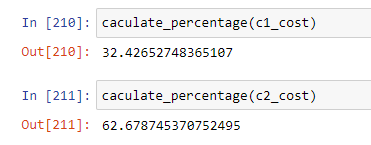 In [210]: caculate_percentage(c1_cost)
Out[210]: 32.42652748365107
In [211]: caculate_percentage(c2_cost)
Out[211]: 62.678745370752495